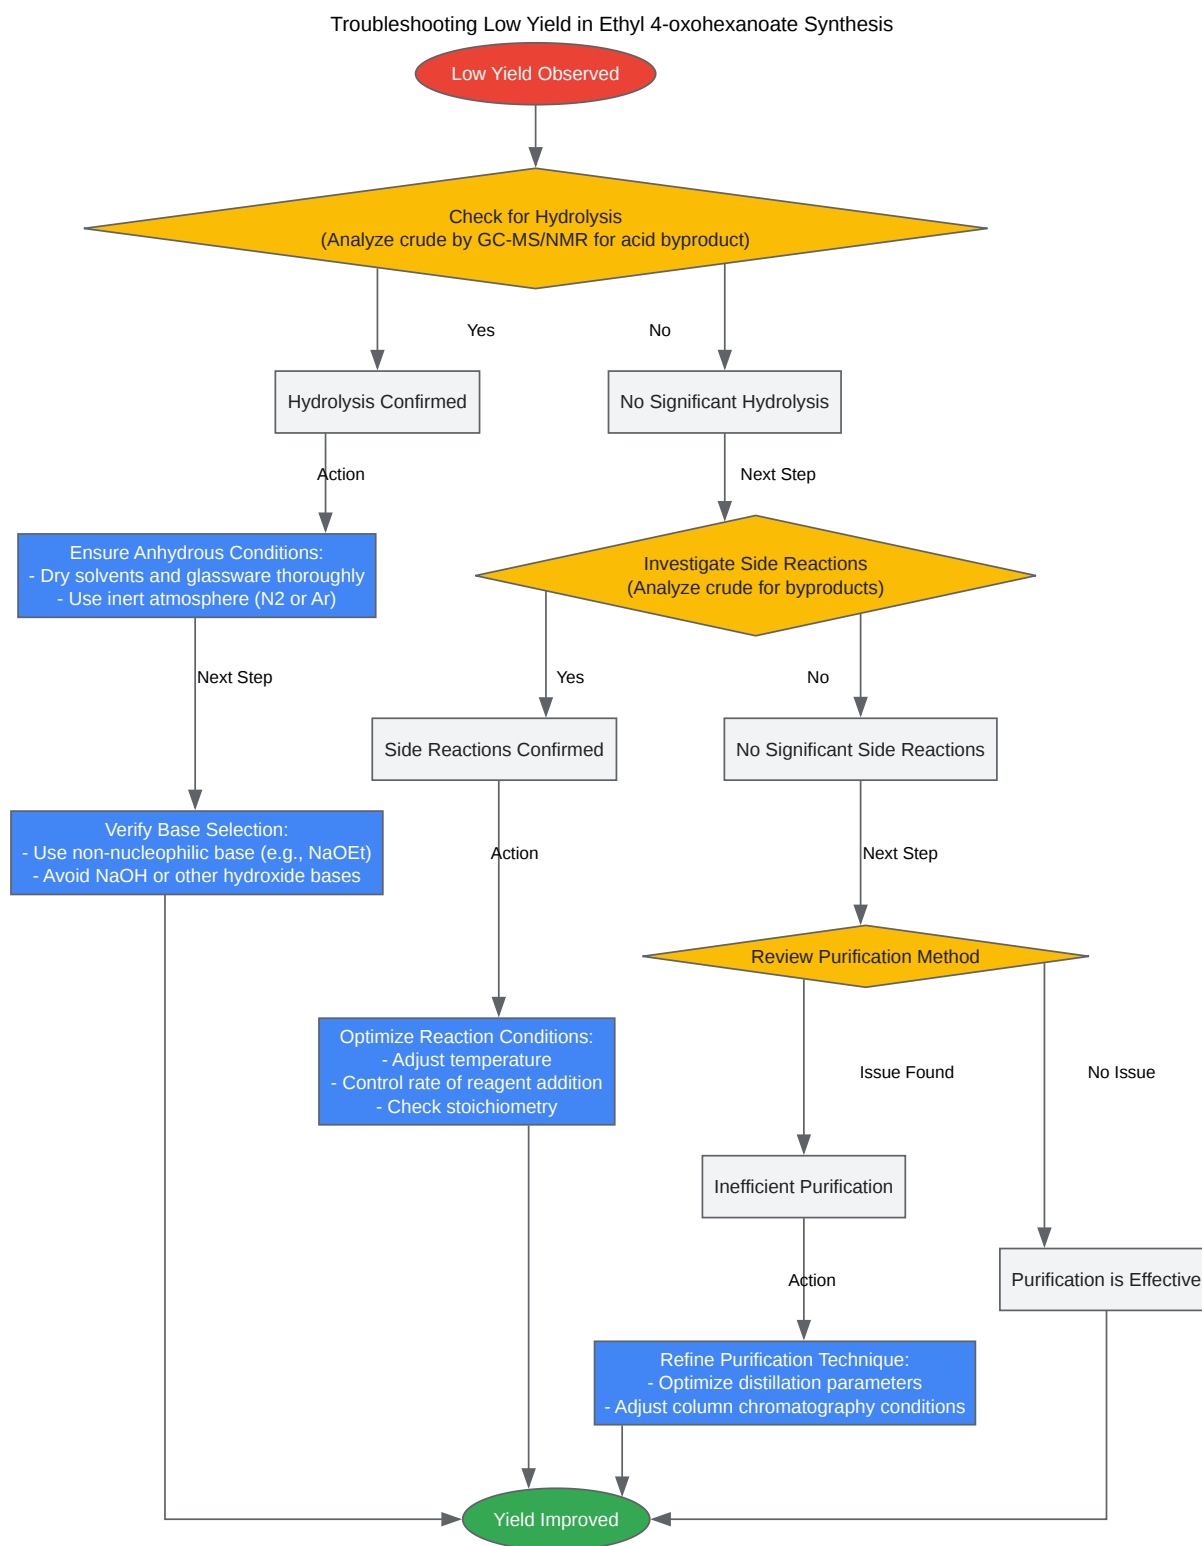 Troubleshooting Low Yield in Ethyl 4-oxohexanoate Synthesis
Low Yield Observed
Check for Hydrolysis
(Analyze crude by GC-MS/NMR for acid byproduct)
Yes
No
Hydrolysis Confirmed
No Significant Hydrolysis
Action
Next Step
Ensure Anhydrous Conditions:
- Dry solvents and glassware thoroughly
- Use inert atmosphere (N2 or Ar)
Investigate Side Reactions
(Analyze crude for byproducts)
Next Step
Yes
No
Side Reactions Confirmed
No Significant Side Reactions
Verify Base Selection:
- Use non-nucleophilic base (e.g., NaOEt)
- Avoid NaOH or other hydroxide bases
Action
Next Step
Review Purification Method
Optimize Reaction Conditions:
- Adjust temperature
- Control rate of reagent addition
- Check stoichiometry
Issue Found
No Issue
Inefficient Purification
Purification is Effective
Action
Refine Purification Technique:
- Optimize distillation parameters
- Adjust column chromatography conditions
Yield Improved